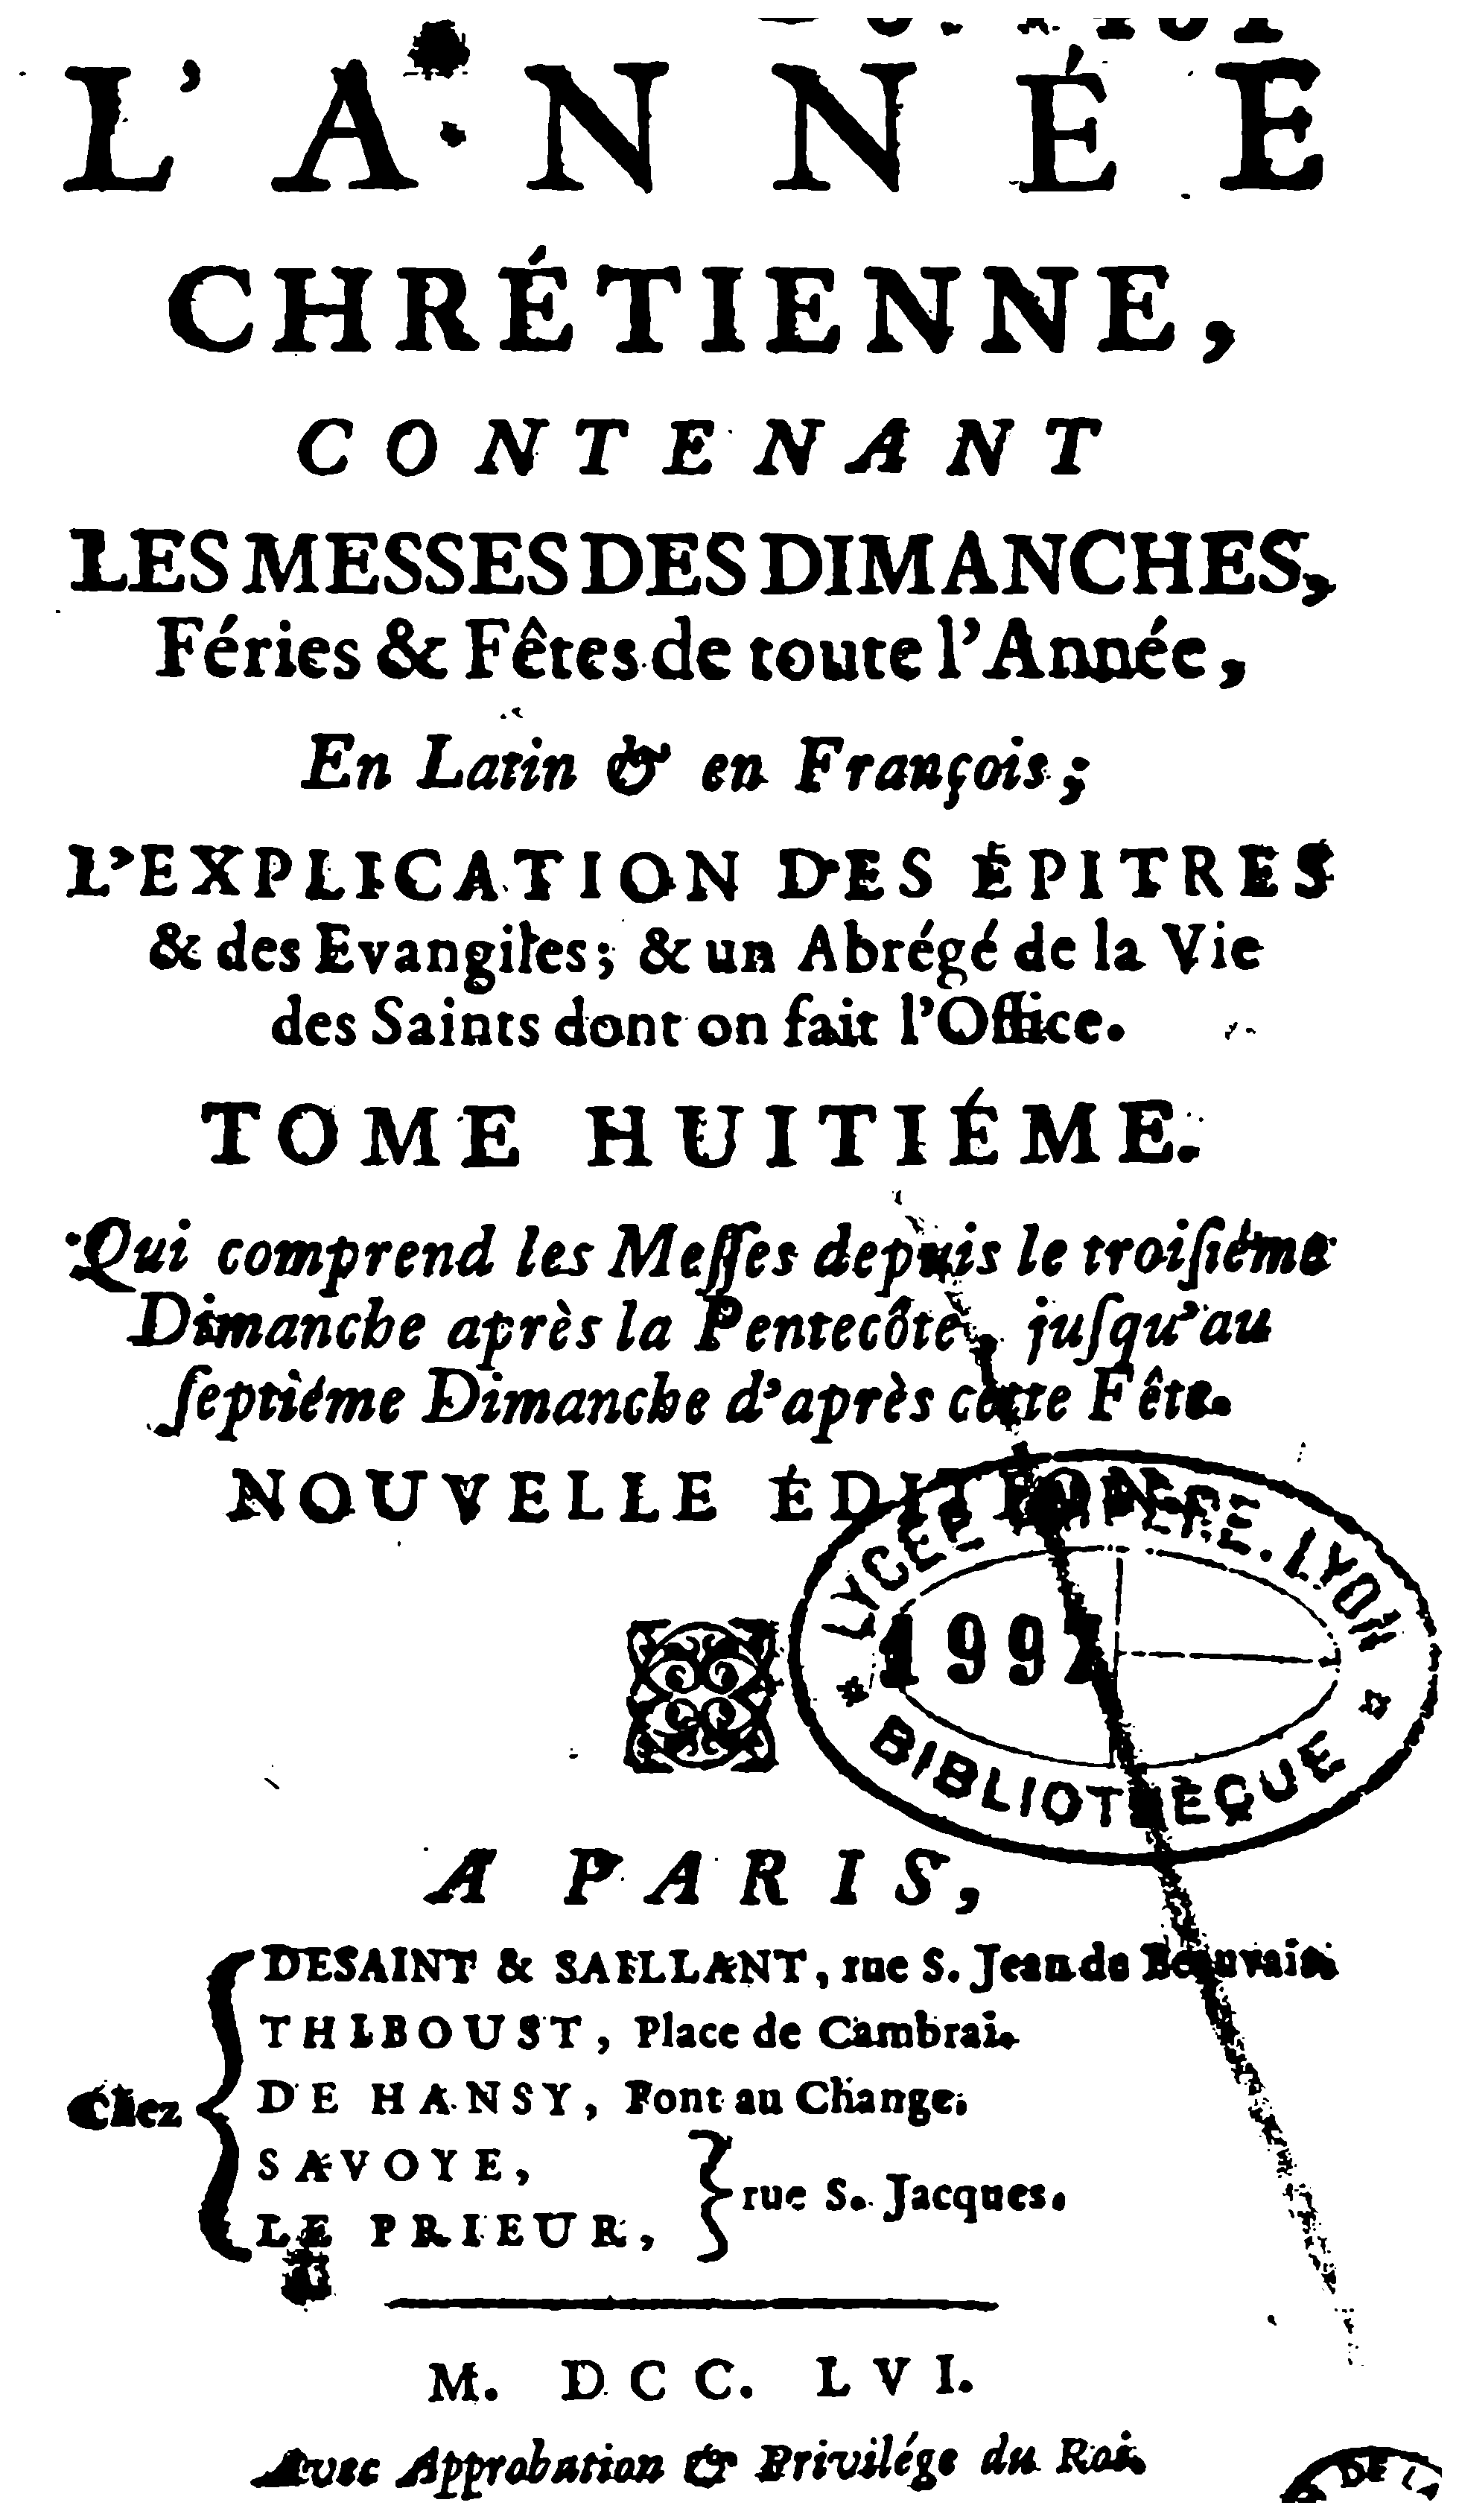 L'ANNÉE
CHRÉTIENNE,
CONTENANT
LES MESSES DES DIMANCHES,
Féries & Fêtes de toute l'Année,
En Latin & en François;
L'EXPLICATION DES ÉPITRES
& des Evangiles; & un Abrégé de la Vie
des Saints dont on fait l'Office.
TOME HUITIÉME.
Qui comprend les Messes depuis le troisiéme
Dimanche après la Pentecôte, jusqu'au
septiéme Dimanche d'après cette Fête.
NOUVELLE ÉDITION.
LYON
1991
BIBLIOTHEQUE
A PARIS,
Chez
DESAINT & SAILLANT, rue S. Jean de Beauvais
THIBOUST, Place de Cambrai.
DE HANSY, Pont au Change.
SAVOYE,
LE PRIEUR,
rue S. Jacques.
M. DCC. LVI.
Avec Approbation & Privilége du Roi.